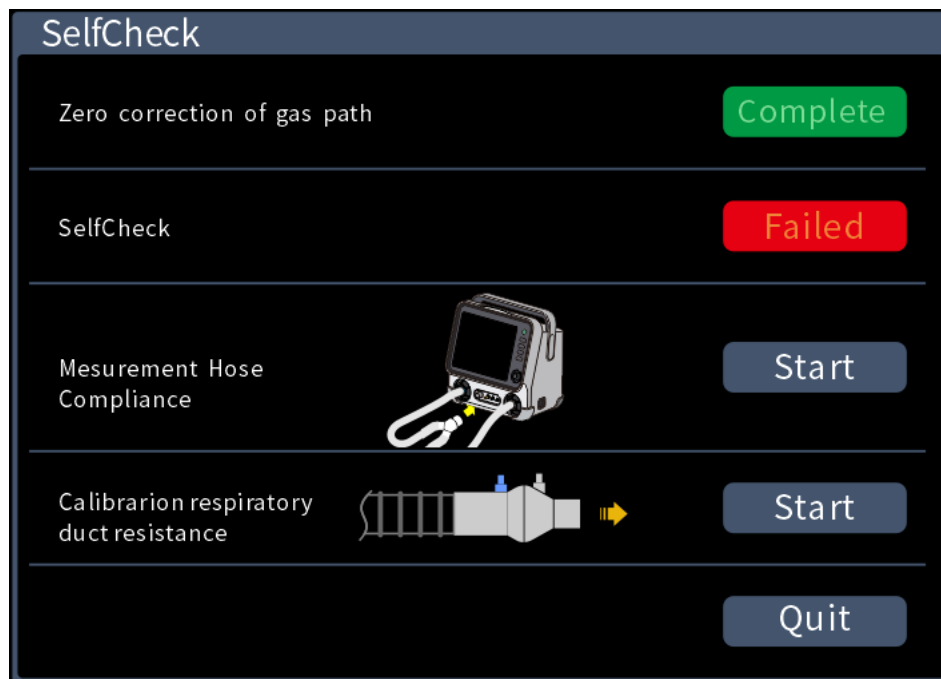 SelfCheck
Zero correction of gas path
Complete
SelfCheck
Failed
Mesurement Hose
Compliance
Start
Calibrarion respiratory
duct resistance
Start
Quit